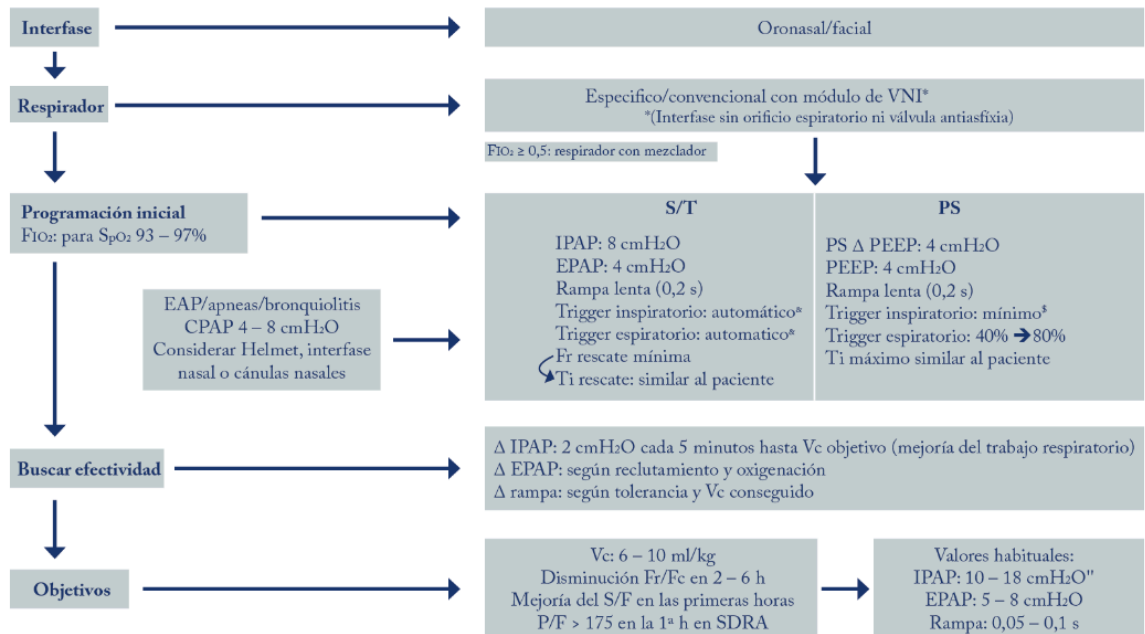 Interfase
Oronasal/facial
Respirador
Especifico/convencional con módulo de VNI*
*(Interfase sin orificio espiratorio ni válvula antiasfíxia)
FIO₂ ≥ 0,5: respirador con mezclador
Programación inicial
FIO₂: para SpO₂ 93 – 97%
S/T
IPAP: 8 cmH₂O
EPAP: 4 cmH₂O
Rampa lenta (0,2 s)
Trigger inspiratorio: automático&
Trigger espiratorio: automatico&
Fr rescate mínima
Ti rescate: similar al paciente
PS
PS Δ PEEP: 4 cmH₂O
PEEP: 4 cmH₂O
Rampa lenta (0,2 s)
Trigger inspiratorio: mínimo$
Trigger espiratorio: 40% ➔ 80%
Ti máximo similar al paciente
EAP/apneas/bronquiolitis
CPAP 4 – 8 cmH₂O
Considerar Helmet, interfase
nasal o cánulas nasales
Buscar efectividad
Δ IPAP: 2 cmH₂O cada 5 minutos hasta Vc objetivo (mejoría del trabajo respiratorio)
Δ EPAP: según reclutamiento y oxigenación
Δ rampa: según tolerancia y Vc conseguido
Objetivos
Vc: 6 – 10 ml/kg
Disminución Fr/Fc en 2 – 6 h
Mejoría del S/F en las primeras horas
P/F > 175 en la 1ª h en SDRA
Valores habituales:
IPAP: 10 – 18 cmH₂O"
EPAP: 5 – 8 cmH₂O
Rampa: 0,05 – 0,1 s